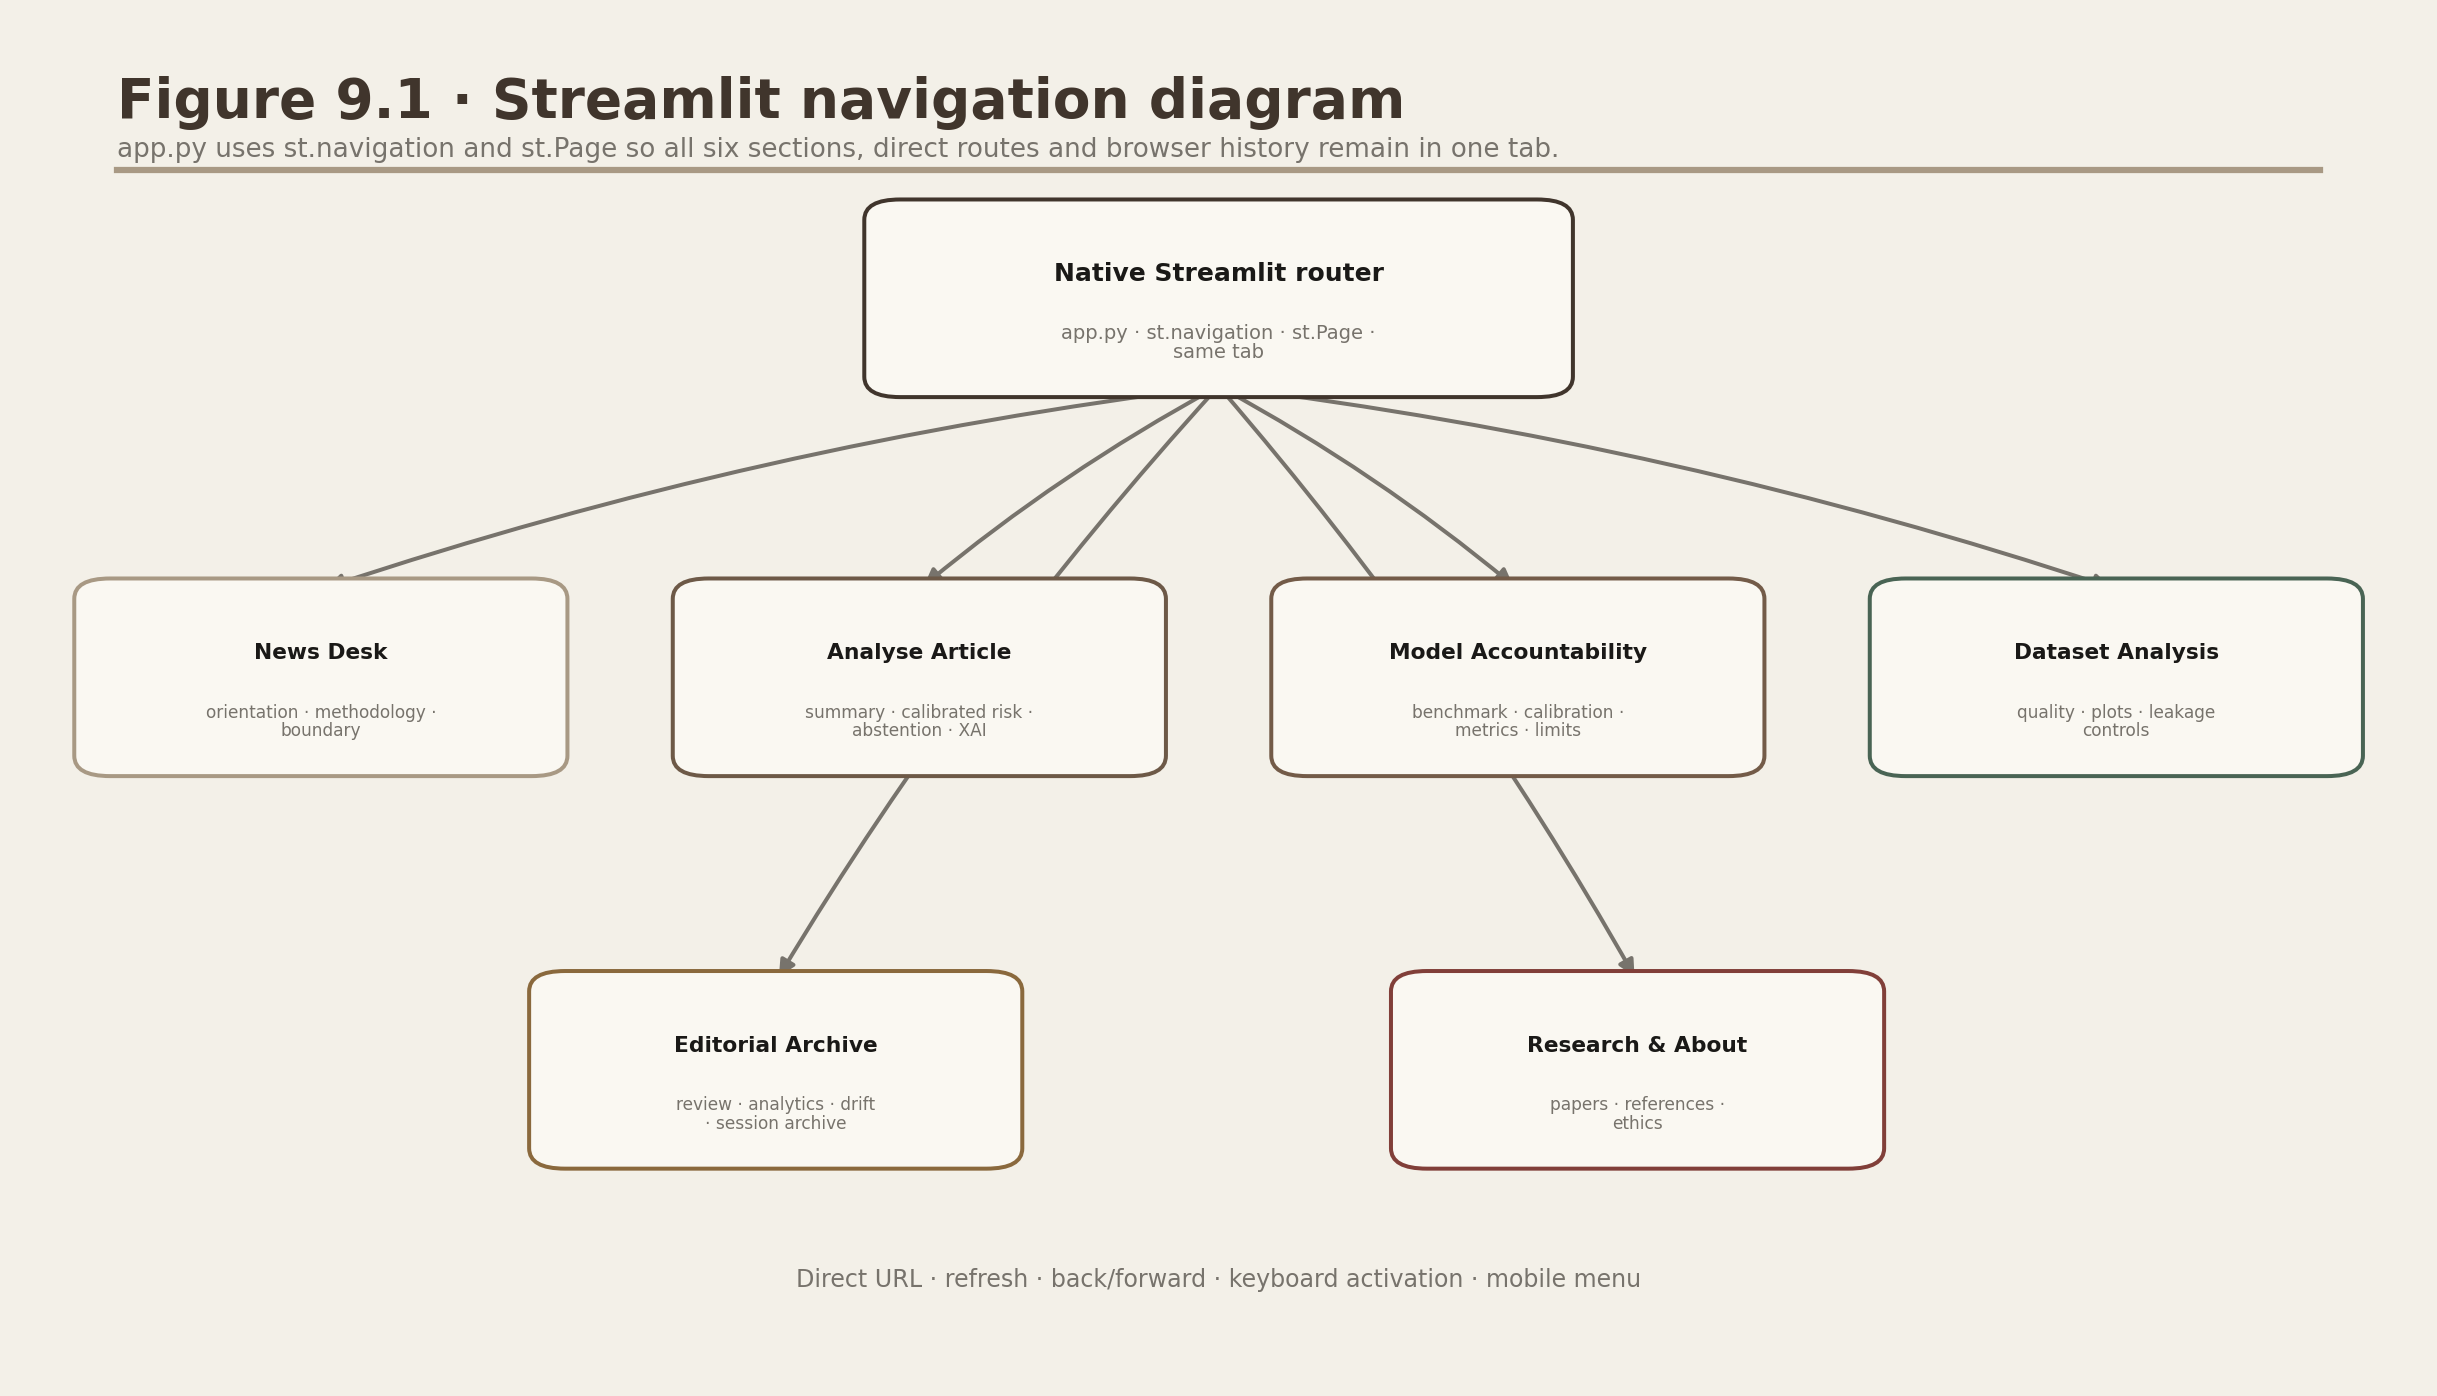 Figure 9.1 · Streamlit navigation diagram
app.py uses st.navigation and st.Page so all six sections, direct routes and browser history remain in one tab.
Native Streamlit router
app.py · st.navigation · st.Page ·
same tab
News Desk
orientation · methodology ·
boundary
Analyse Article
summary · calibrated risk ·
abstention · XAI
Model Accountability
benchmark · calibration ·
metrics · limits
Dataset Analysis
quality · plots · leakage
controls
Editorial Archive
review · analytics · drift
· session archive
Research & About
papers · references ·
ethics
Direct URL · refresh · back/forward · keyboard activation · mobile menu